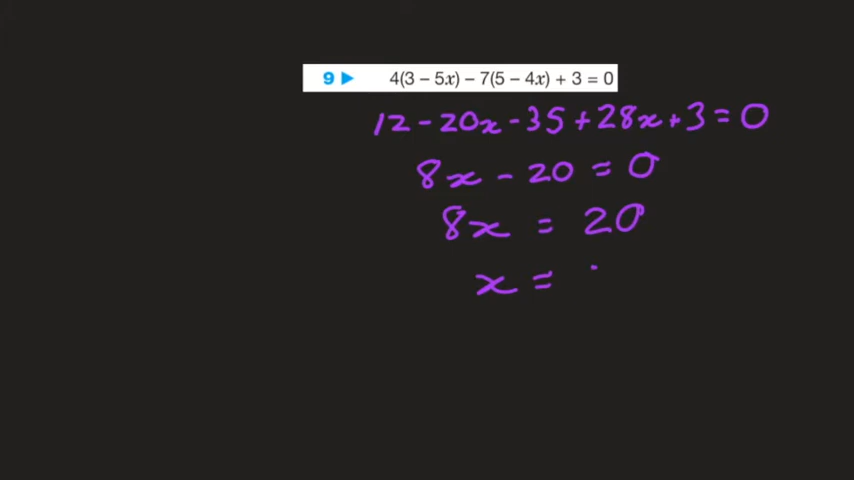 9 ▶ 4(3 − 5x) − 7(5 − 4x) + 3 = 0
12 - 20x - 35 + 28x + 3 = 0
8x - 20 = 0
8x = 20
x =